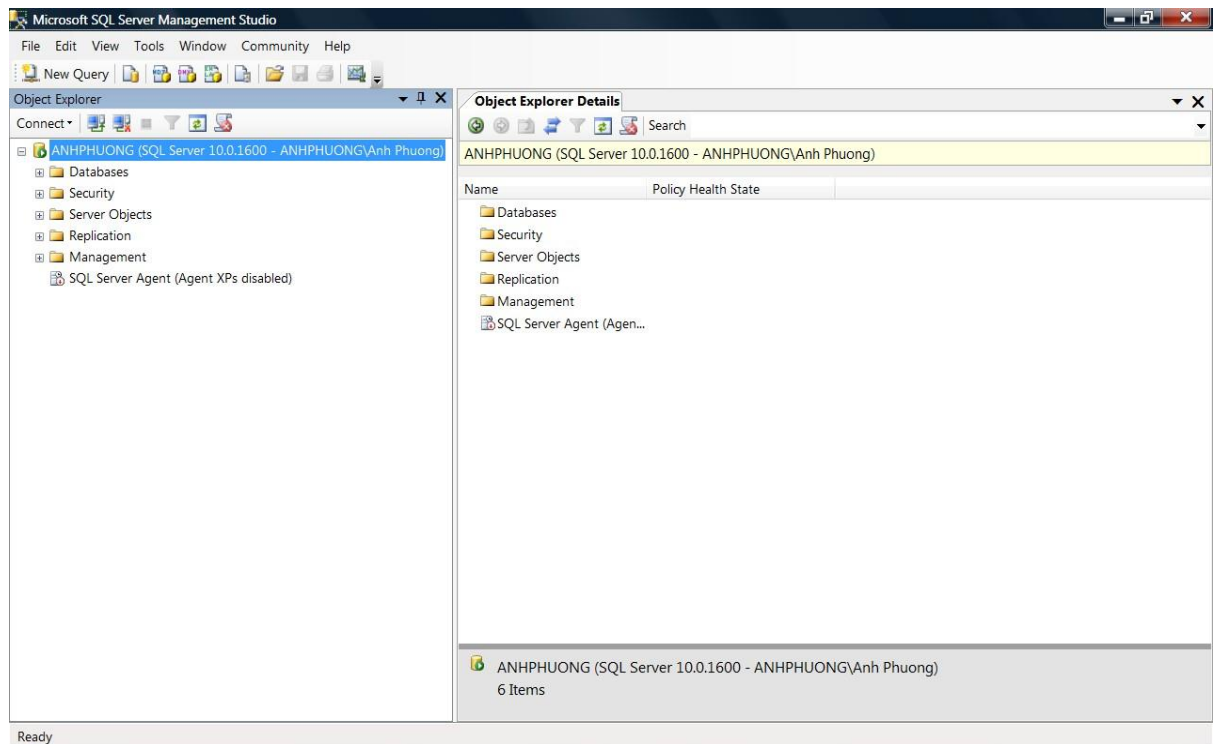 Microsoft SQL Server Management Studio
File Edit View Tools Window Community Help
New Query
Object Explorer
Connect
ANHPHUONG (SQL Server 10.0.1600 - ANHPHUONG\Anh Phuong)
Databases
Security
Server Objects
Replication
Management
SQL Server Agent (Agent XPs disabled)
Object Explorer Details
Search
ANHPHUONG (SQL Server 10.0.1600 - ANHPHUONG\Anh Phuong)
Name Policy Health State
Databases
Security
Server Objects
Replication
Management
SQL Server Agent (Agen...
ANHPHUONG (SQL Server 10.0.1600 - ANHPHUONG\Anh Phuong)
6 Items
Ready